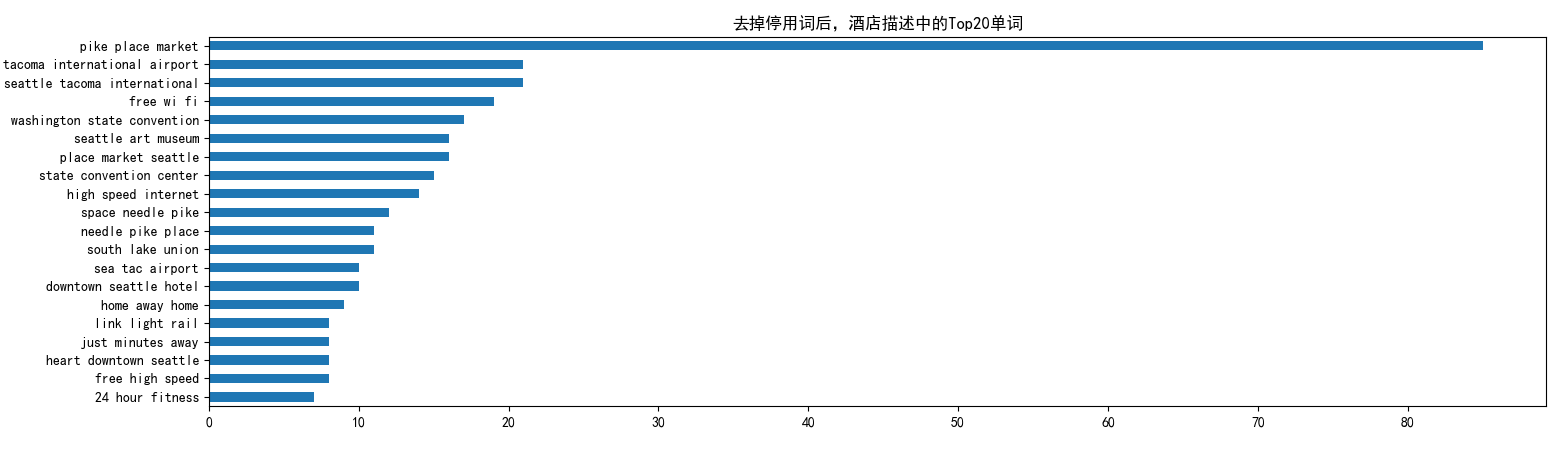 去掉停用词后，酒店描述中的Top20单词
pike place market
tacoma international airport
seattle tacoma international
free wi fi
washington state convention
seattle art museum
place market seattle
state convention center
high speed internet
space needle pike
needle pike place
south lake union
sea tac airport
downtown seattle hotel
home away home
link light rail
just minutes away
heart downtown seattle
free high speed
24 hour fitness
0 10 20 30 40 50 60 70 80